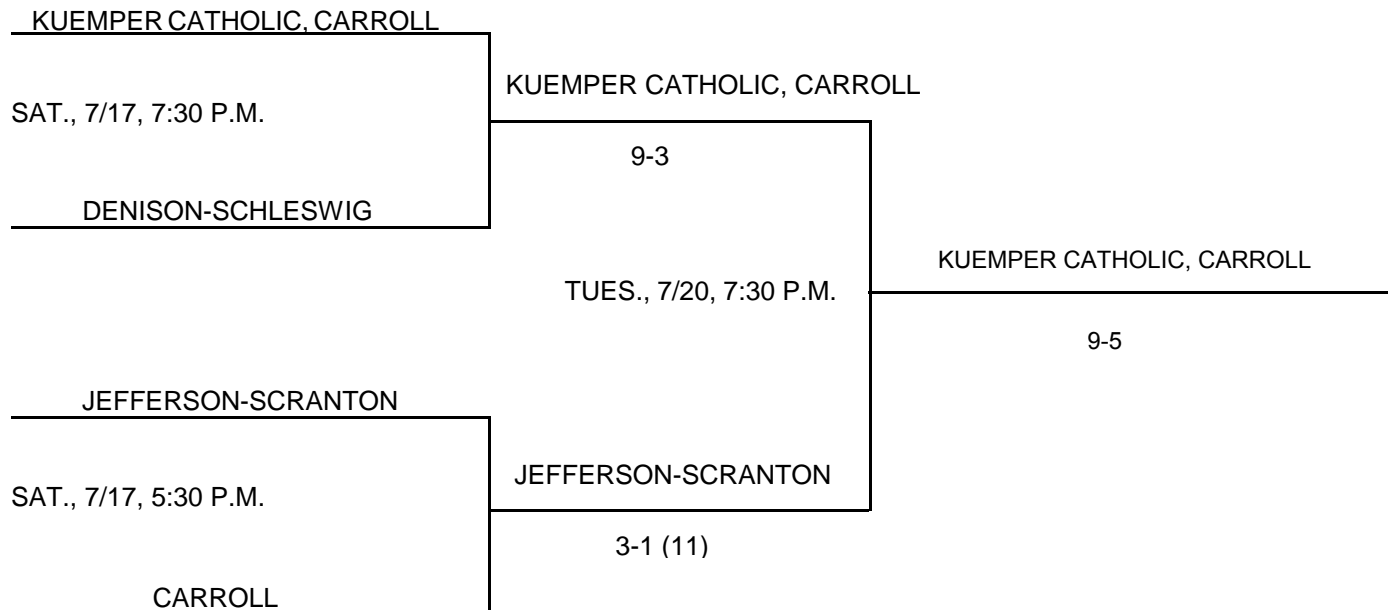 KUEMPER CATHOLIC, CARROLL
KUEMPER CATHOLIC, CARROLL
SAT., 7/17, 7:30 P.M.
9-3
DENISON-SCHLESWIG
KUEMPER CATHOLIC, CARROLL
TUES., 7/20, 7:30 P.M.
9-5
JEFFERSON-SCRANTON
JEFFERSON-SCRANTON
SAT., 7/17, 5:30 P.M.
3-1 (11)
CARROLL